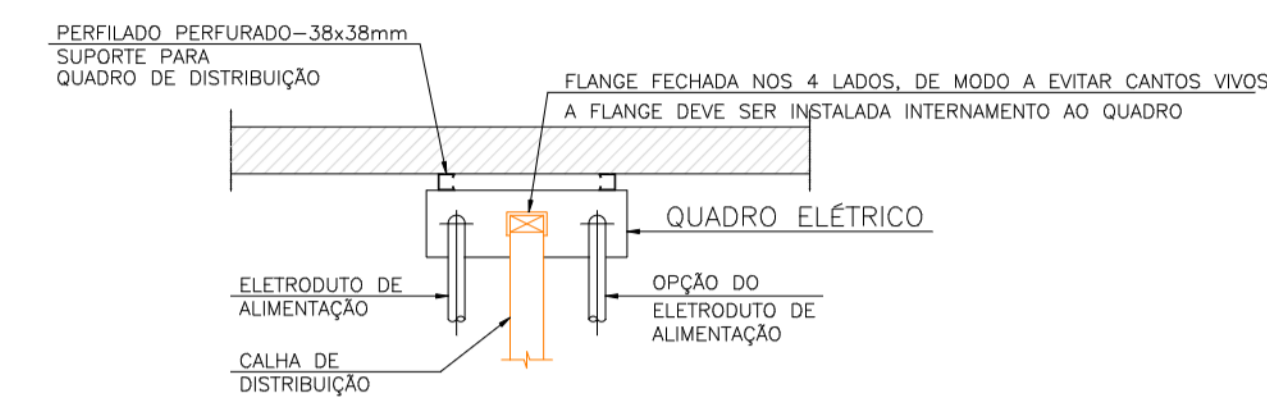 PERFILADO PERFURADO-38x38mm
SUPORTE PARA
QUADRO DE DISTRIBUIÇÃO
FLANGE FECHADA NOS 4 LADOS, DE MODO A EVITAR CANTOS VIVOS
A FLANGE DEVE SER INSTALADA INTERNAMENTO AO QUADRO
QUADRO ELÉTRICO
ELETRODUTO DE
ALIMENTAÇÃO
OPÇÃO DO
ELETRODUTO DE
ALIMENTAÇÃO
CALHA DE
DISTRIBUIÇÃO